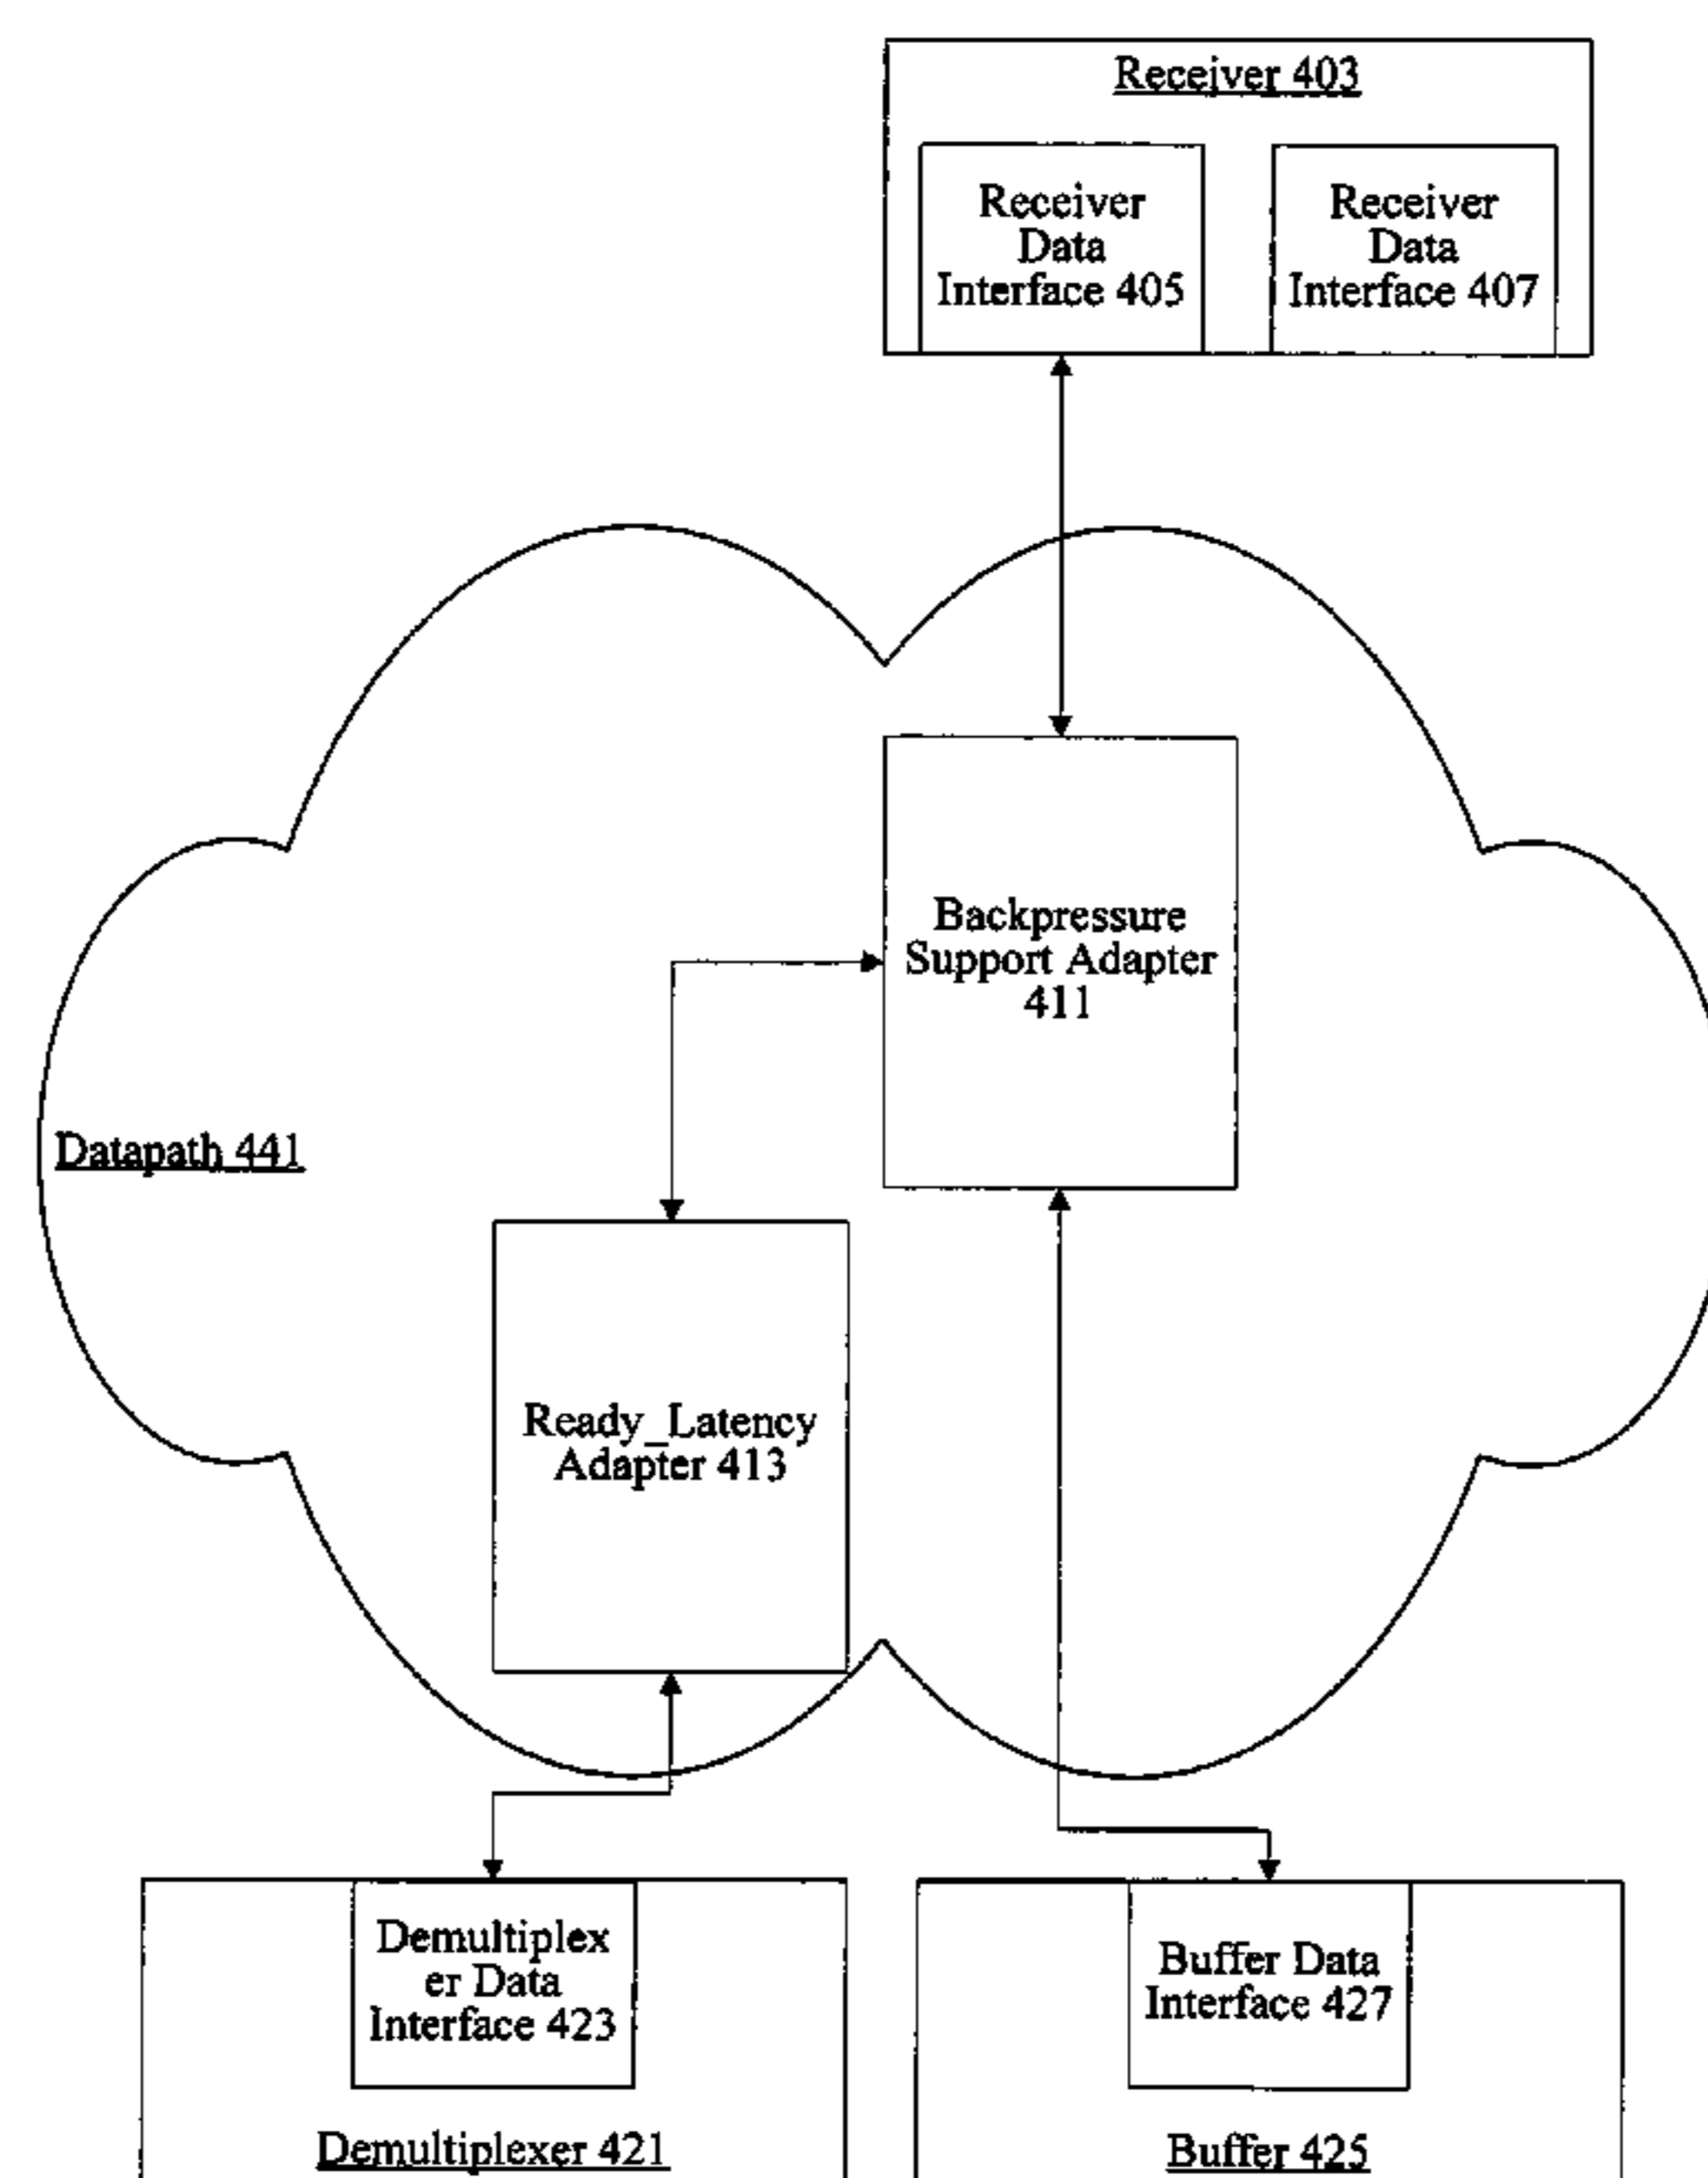 Receiver 403
Receiver
Data
Interface 405
Receiver
Data
Interface 407
Backpressure
Support Adapter
411
Datapath 441
Ready_Latency
Adapter 413
Demultiplex
er Data
Interface 423
Buffer Data
Interface 427
Demultiplexer 421
Buffer 425